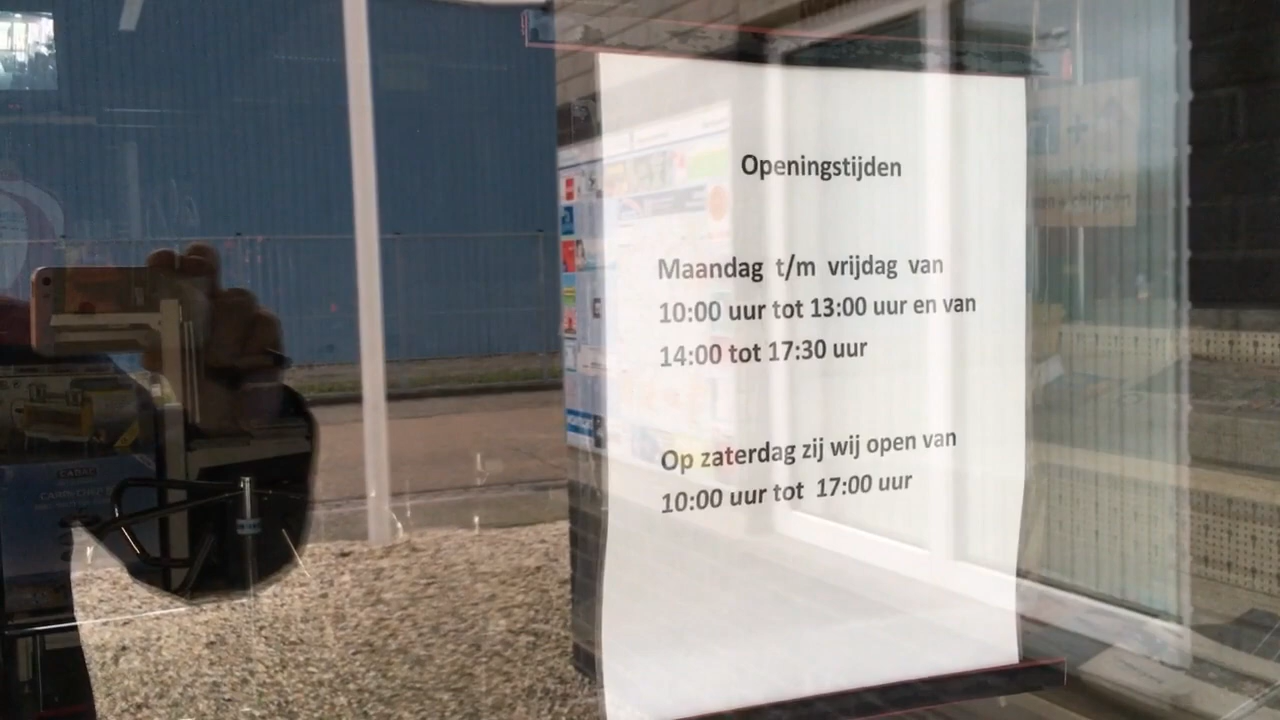 Openingstijden
Maandag t/m vrijdag van
10:00 uur tot 13:00 uur en van
14:00 tot 17:30 uur
Op zaterdag zij wij open van
10:00 uur tot 17:00 uur